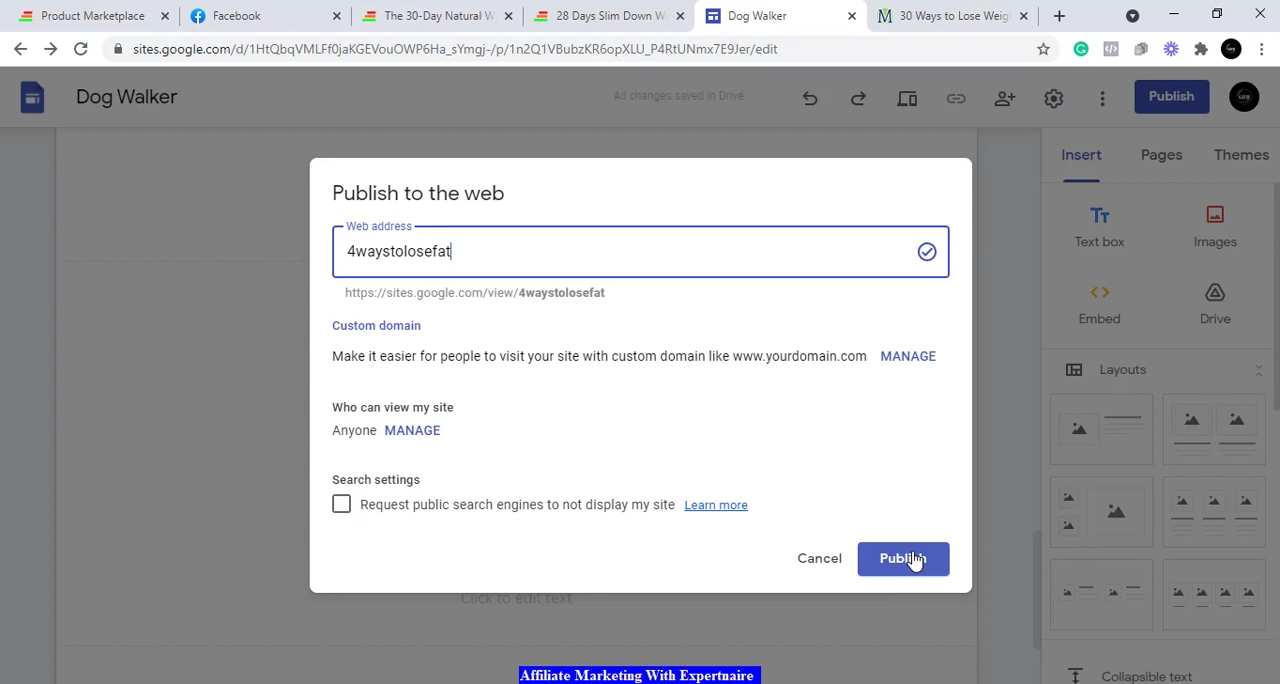 Product Marketplace
Facebook
The 30-Day Natural W
28 Days Slim Down W
Dog Walker
30 Ways to Lose Weig
sites.google.com/d/1HtQbqVMLFf0jaKGEVouOWP6Ha_sYmgj-/p/1n2Q1VBubzKR6opXLU_P4RtUNmx7E9Jer/edit
Dog Walker
All changes saved in Drive
Publish
Insert
Pages
Themes
Publish to the web
Web address
4waystolosefat
https://sites.google.com/view/4waystolosefat
Custom domain
Make it easier for people to visit your site with custom domain like www.yourdomain.com MANAGE
Who can view my site
Anyone MANAGE
Search settings
Request public search engines to not display my site Learn more
Cancel
Publish
Text box
Images
Embed
Drive
Layouts
Collapsible text
Click to edit text
Affiliate Marketing With Expertnaire